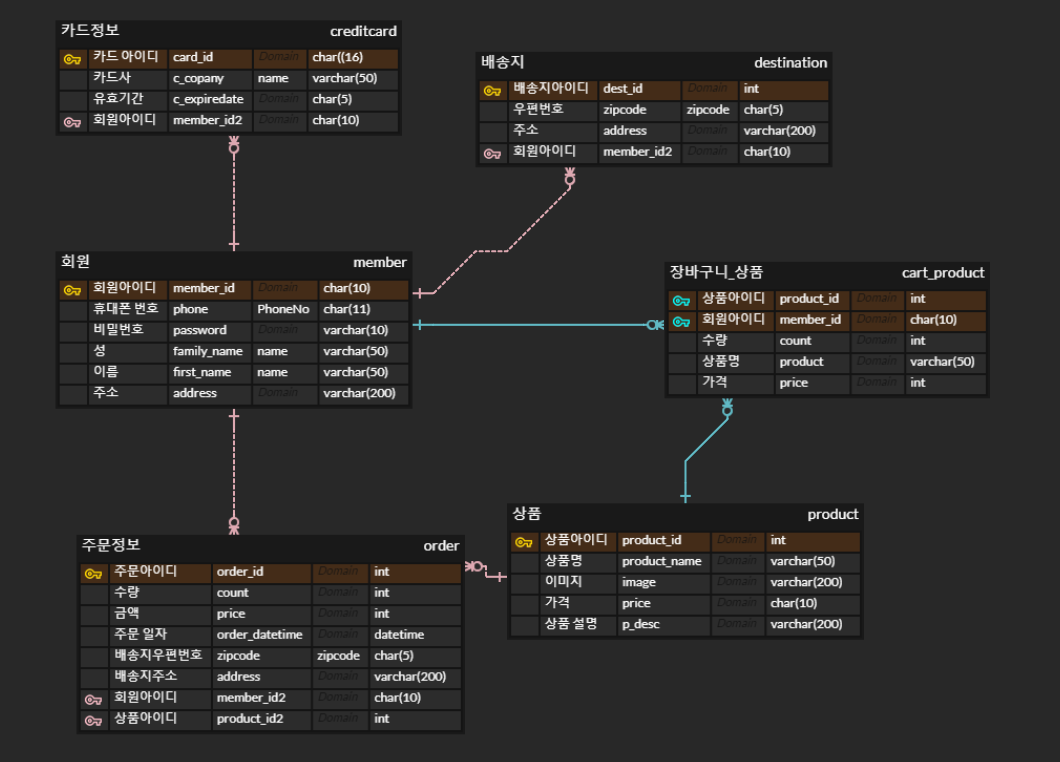 카드정보 creditcard
카드 아이디 card_id Domain char((16)
카드사 c_copany name varchar(50)
유효기간 c_expiredate Domain char(5)
회원아이디 member_id2 Domain char(10)
배송지 destination
배송지아이디 dest_id Domain int
우편번호 zipcode zipcode char(5)
주소 address Domain varchar(200)
회원아이디 member_id2 Domain char(10)
회원 member
회원아이디 member_id Domain char(10)
휴대폰 번호 phone PhoneNo char(11)
비밀번호 password Domain varchar(10)
성 family_name name varchar(50)
이름 first_name name varchar(50)
주소 address Domain varchar(200)
장바구니_상품 cart_product
상품아이디 product_id Domain int
회원아이디 member_id Domain char(10)
수량 count Domain int
상품명 product Domain varchar(50)
가격 price Domain int
상품 product
상품아이디 product_id Domain int
상품명 product_name Domain varchar(50)
이미지 image Domain varchar(200)
가격 price Domain char(10)
상품 설명 p_desc Domain varchar(200)
주문정보 order
주문아이디 order_id Domain int
수량 count Domain int
금액 price Domain int
주문 일자 order_datetime Domain datetime
배송지우편번호 zipcode zipcode char(5)
배송지주소 address Domain varchar(200)
회원아이디 member_id2 Domain char(10)
상품아이디 product_id2 Domain int